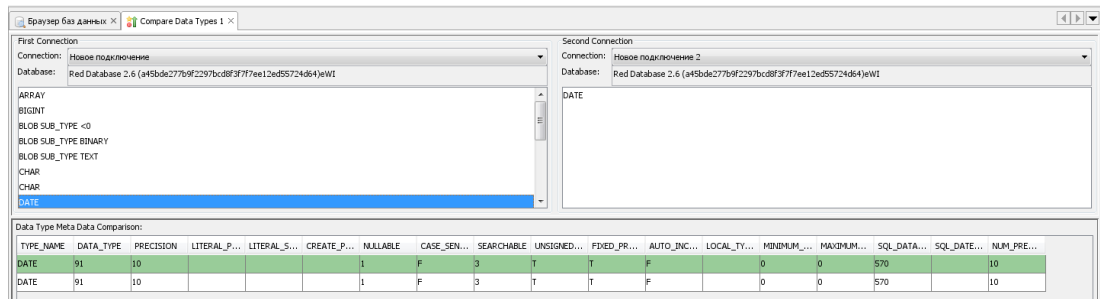 Браузер баз данных Compare Data Types 1
First Connection Second Connection
Connection: Новое подключение Connection: Новое подключение 2
Database: Red Database 2.6 (a45bde277b9f2297bcd8f3f7f7ee12ed55724d64)eWI Database: Red Database 2.6 (a45bde277b9f2297bcd8f3f7f7ee12ed55724d64)eWI
ARRAY DATE
BIGINT
BLOB SUB_TYPE <0
BLOB SUB_TYPE BINARY
BLOB SUB_TYPE TEXT
CHAR
CHAR
DATE
Data Type Meta Data Comparison:
TYPE_NAME DATA_TYPE PRECISION LITERAL_P... LITERAL_S... CREATE_P... NULLABLE CASE_SEN... SEARCHABLE UNSIGNED... FIXED_PR... AUTO_INC... LOCAL_TY... MINIMUM_... MAXIMUM... SQL_DATA... SQL_DATE... NUM_PRE...
DATE 91 10 1 F 3 T T F 0 0 570 10
DATE 91 10 1 F 3 T T F 0 0 570 10